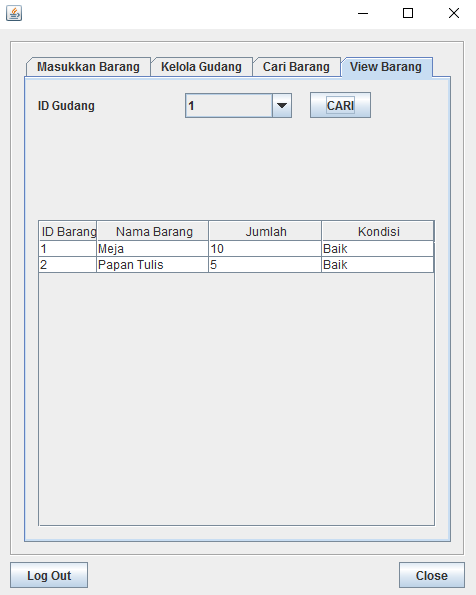 Masukkan Barang Kelola Gudang Cari Barang View Barang
ID Gudang 1 CARI
ID Barang Nama Barang Jumlah Kondisi
1 Meja 10 Baik
2 Papan Tulis 5 Baik
Log Out Close